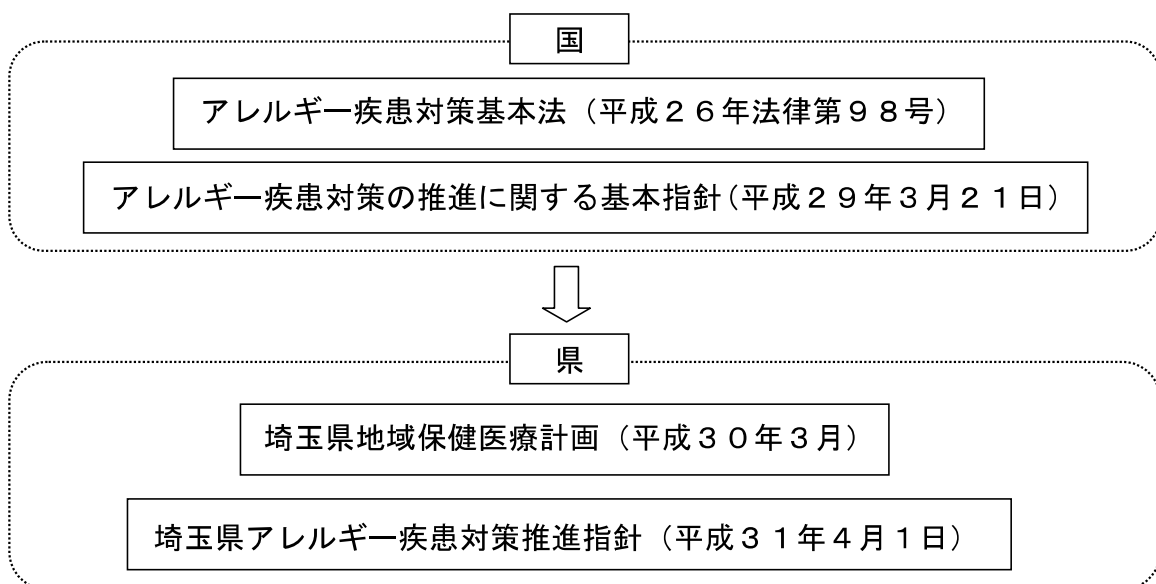 国
アレルギー疾患対策基本法（平成２６年法律第９８号）
アレルギー疾患対策の推進に関する基本指針（平成２９年３月２１日）
県
埼玉県地域保健医療計画（平成３０年３月）
埼玉県アレルギー疾患対策推進指針（平成３１年４月１日）